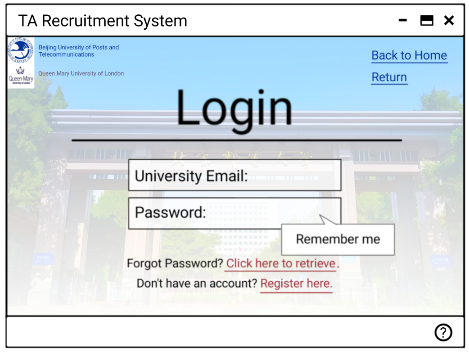 TA Recruitment System
Beijing University of Posts and
Telecommunications
Queen Mary University of London
Queen Mary
Back to Home
Return
Login
University Email:
Password:
Remember me
Forgot Password? Click here to retrieve.
Don't have an account? Register here.
?